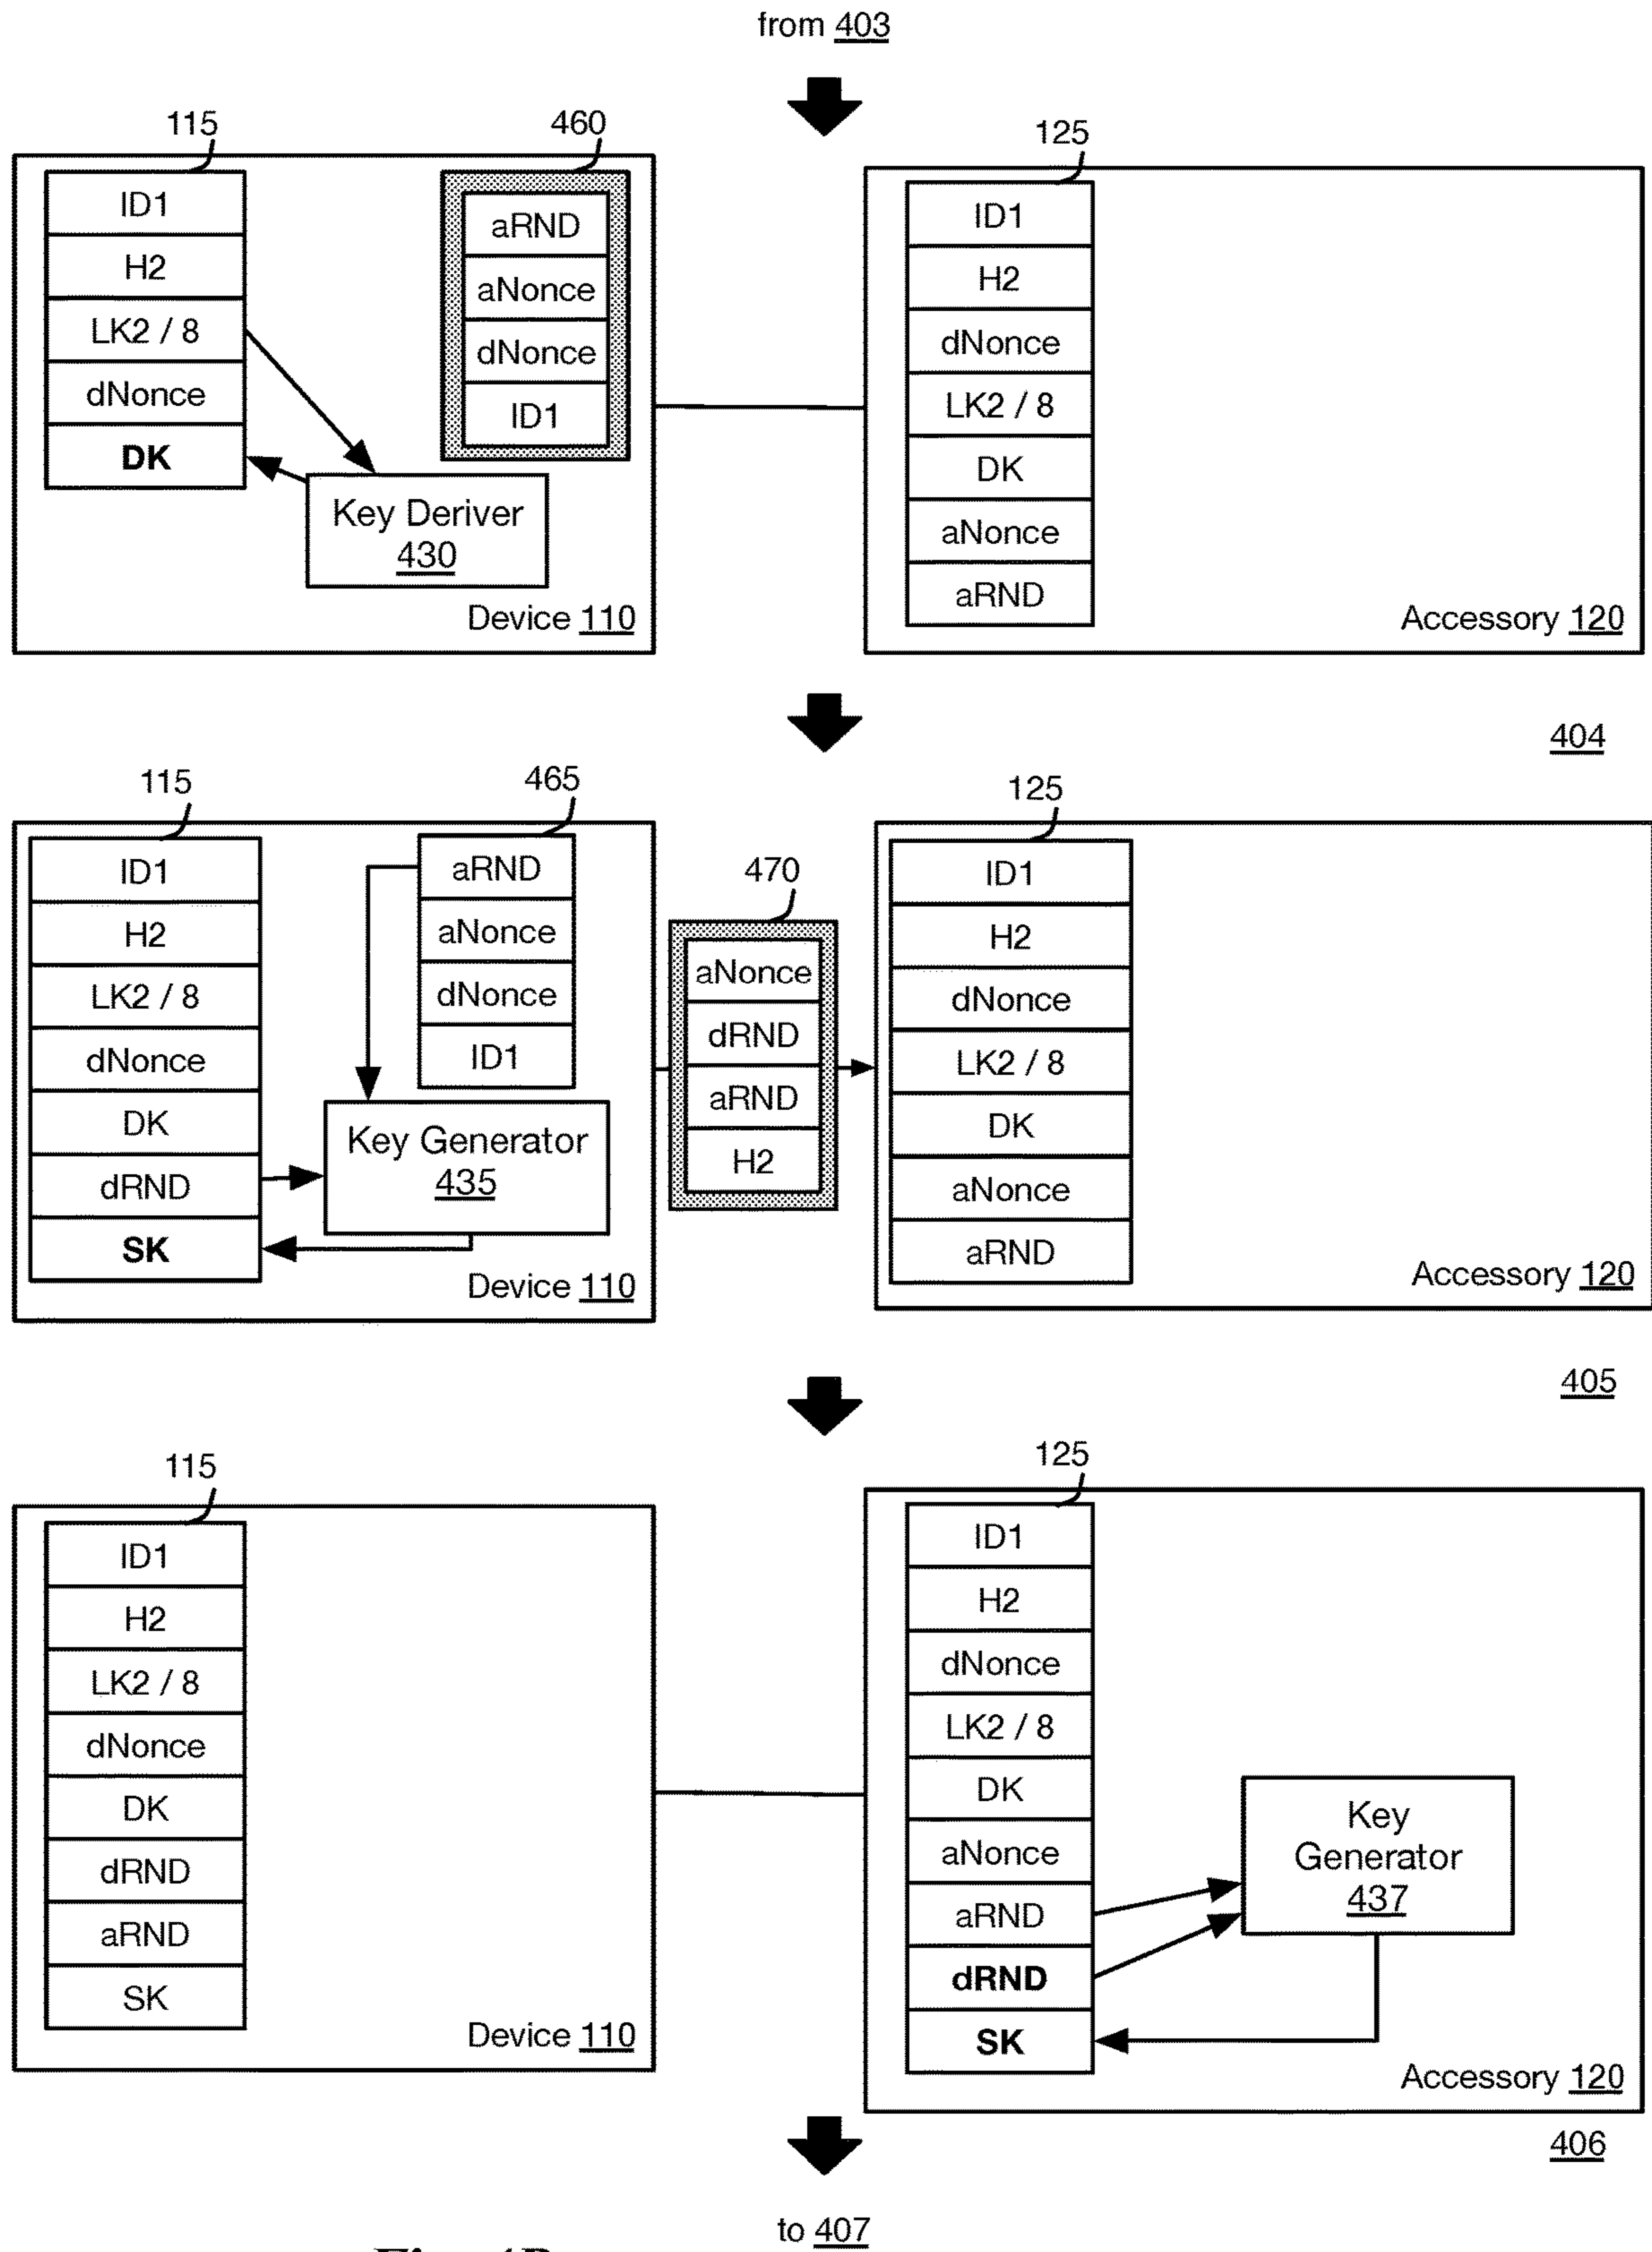 from 403
115
460
125
ID1
H2
LK2 / 8
dNonce
DK
aRND
aNonce
dNonce
ID1
Key Deriver
430
Device 110
ID1
H2
dNonce
LK2 / 8
DK
aNonce
aRND
Accessory 120
404
115
465
470
125
ID1
H2
LK2 / 8
dNonce
DK
dRND
SK
aRND
aNonce
dNonce
ID1
Key Generator
435
Device 110
aNonce
dRND
aRND
H2
ID1
H2
dNonce
LK2 / 8
DK
aNonce
aRND
Accessory 120
405
115
125
ID1
H2
LK2 / 8
dNonce
DK
dRND
aRND
SK
Device 110
ID1
H2
dNonce
LK2 / 8
DK
aNonce
aRND
dRND
SK
Key
Generator
437
Accessory 120
406
to 407